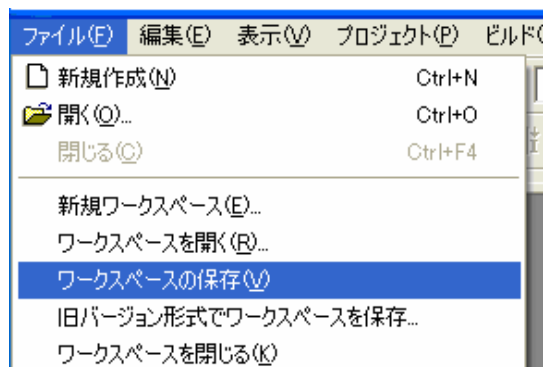 ファイル(F) 編集(E) 表示(V) プロジェクト(P) ビルド(
新規作成(N) Ctrl+N
開く(O)... Ctrl+O
閉じる(C) Ctrl+F4
新規ワークスペース(E)...
ワークスペースを開く(R)...
ワークスペースの保存(V)
旧バージョン形式でワークスペースを保存...
ワークスペースを閉じる(K)